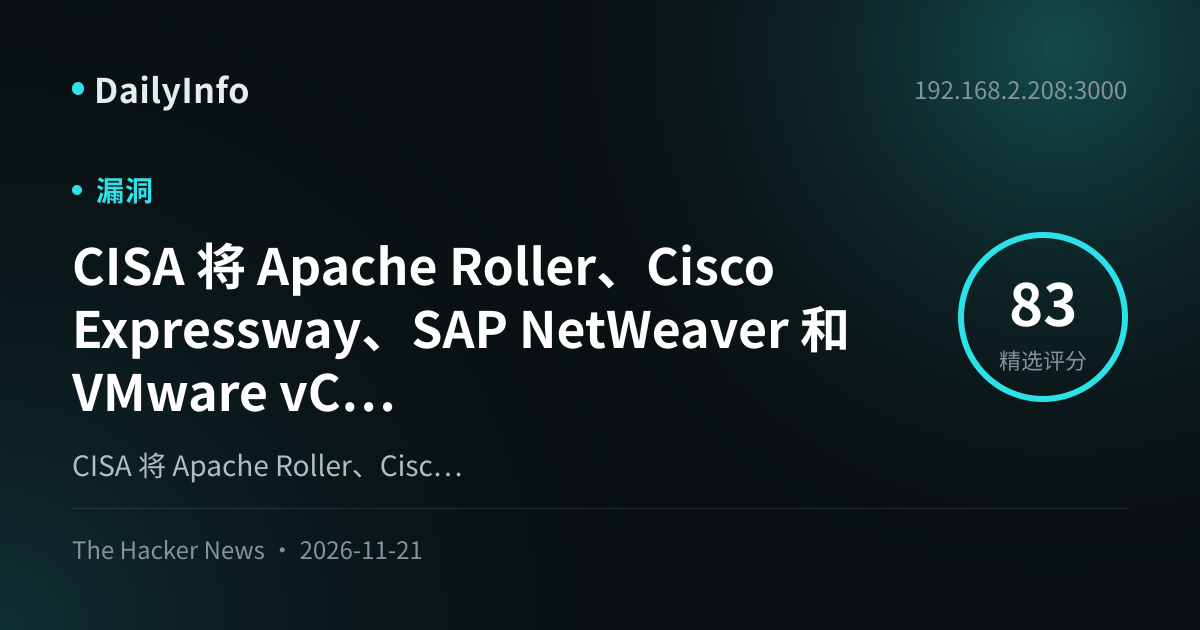 DailyInfo
192.168.2.208:3000
漏洞
CISA 将 Apache Roller、Cisco
Expressway、SAP NetWeaver 和
VMware vC…
83
精选评分
CISA 将 Apache Roller、Cisc…
The Hacker News · 2026-11-21